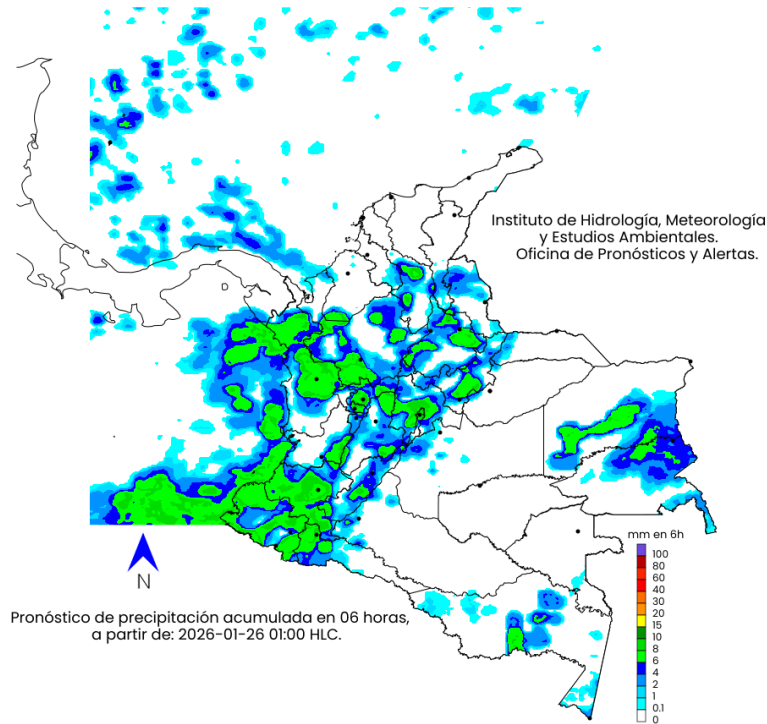 Instituto de Hidrología, Meteorología
y Estudios Ambientales.
Oficina de Pronósticos y Alertas.
N
Pronóstico de precipitación acumulada en 06 horas,
a partir de: 2026-01-26 01:00 HLC.
mm en 6h
100
80
60
40
30
20
15
10
8
6
4
2
1
0.1
0